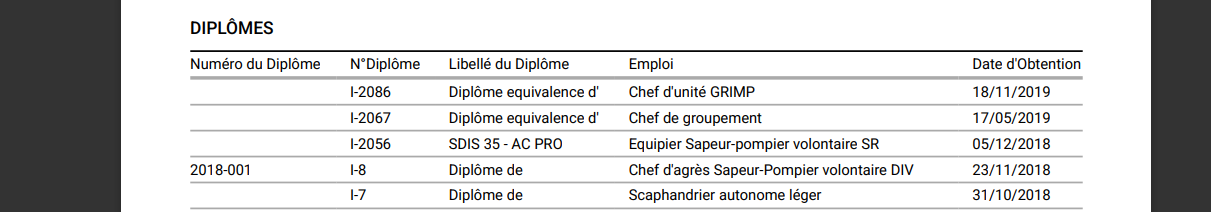 DIPLÔMES
Numéro du Diplôme N°Diplôme Libellé du Diplôme Emploi Date d'Obtention
I-2086 Diplôme equivalence d' Chef d'unité GRIMP 18/11/2019
I-2067 Diplôme equivalence d' Chef de groupement 17/05/2019
I-2056 SDIS 35 - AC PRO Equipier Sapeur-pompier volontaire SR 05/12/2018
2018-001 I-8 Diplôme de Chef d'agrès Sapeur-Pompier volontaire DIV 23/11/2018
I-7 Diplôme de Scaphandrier autonome léger 31/10/2018